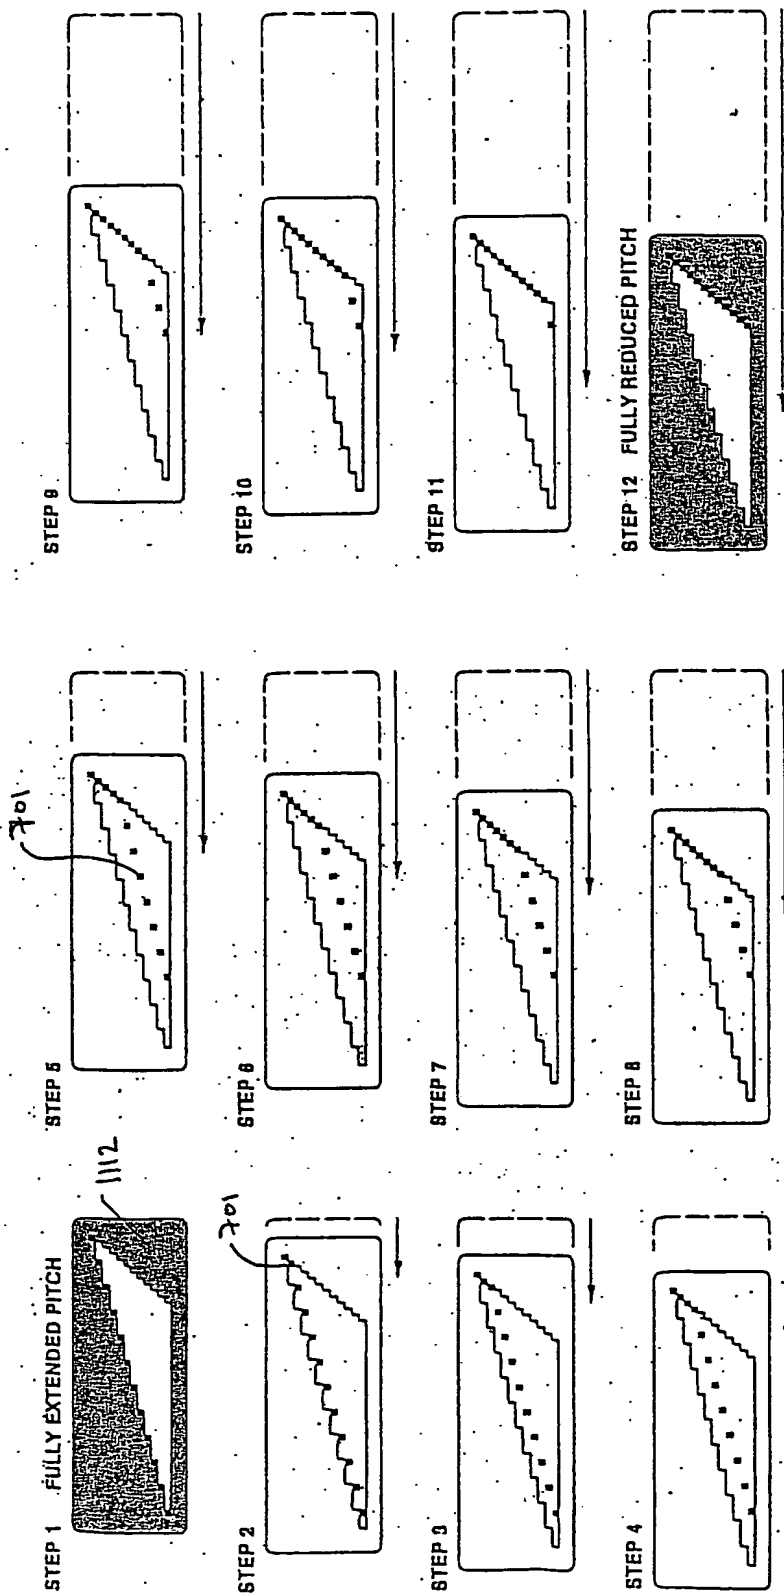 STEP 1 FULLY EXTENDED PITCH
1112
STEP 2
701
STEP 3
STEP 4
STEP 5
701
STEP 6
STEP 7
STEP 8
STEP 9
STEP 10
STEP 11
STEP 12 FULLY REDUCED PITCH